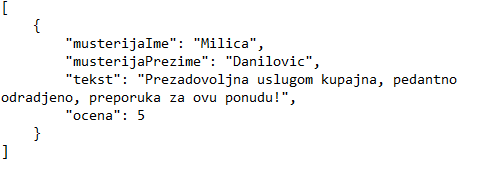 [
    {
        "musterijaIme": "Milica",
        "musterijaPrezime": "Danilovic",
        "tekst": "Prezadovoljna uslugom kupajna, pedantno
odradjeno, preporuka za ovu ponudu!",
        "ocena": 5
    }
]